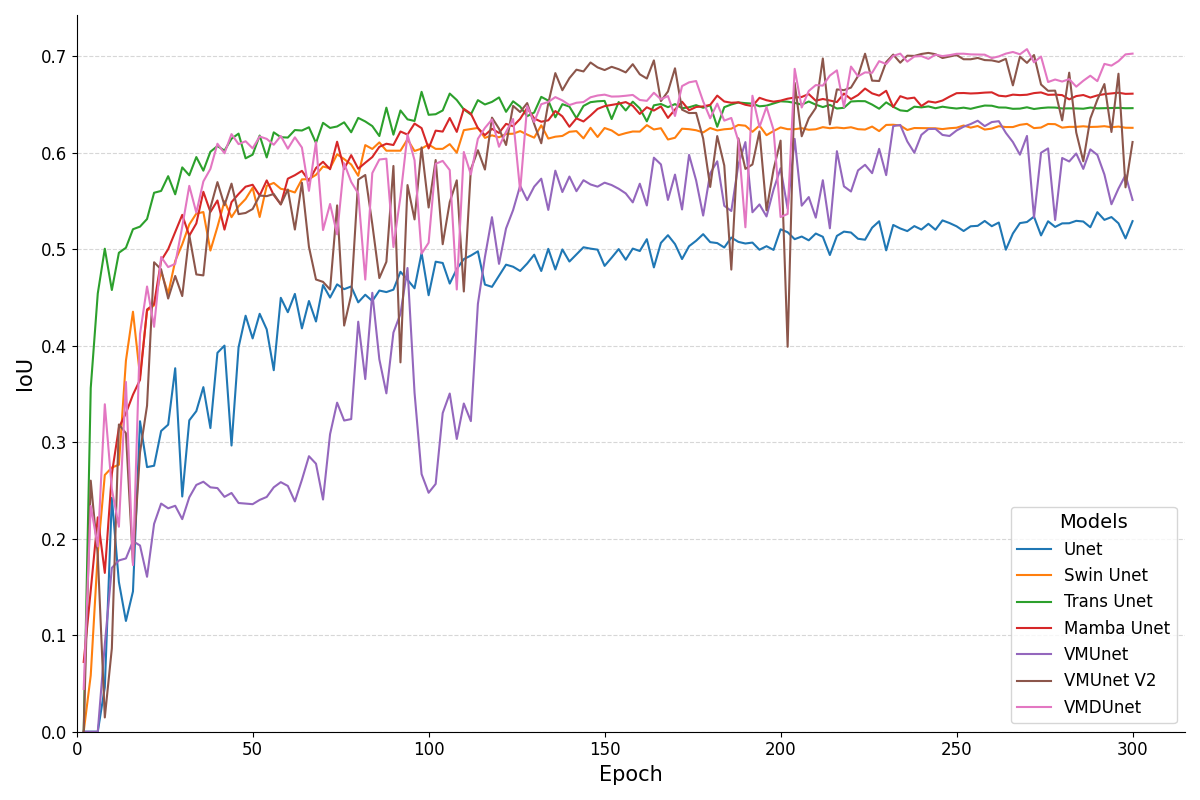 0.7
0.6
0.5
0.4
0.3
0.2
0.1
0.0
IoU
0 50 100 150 200 250 300
Epoch
Models
Unet
Swin Unet
Trans Unet
Mamba Unet
VMUnet
VMUnet V2
VMDUnet